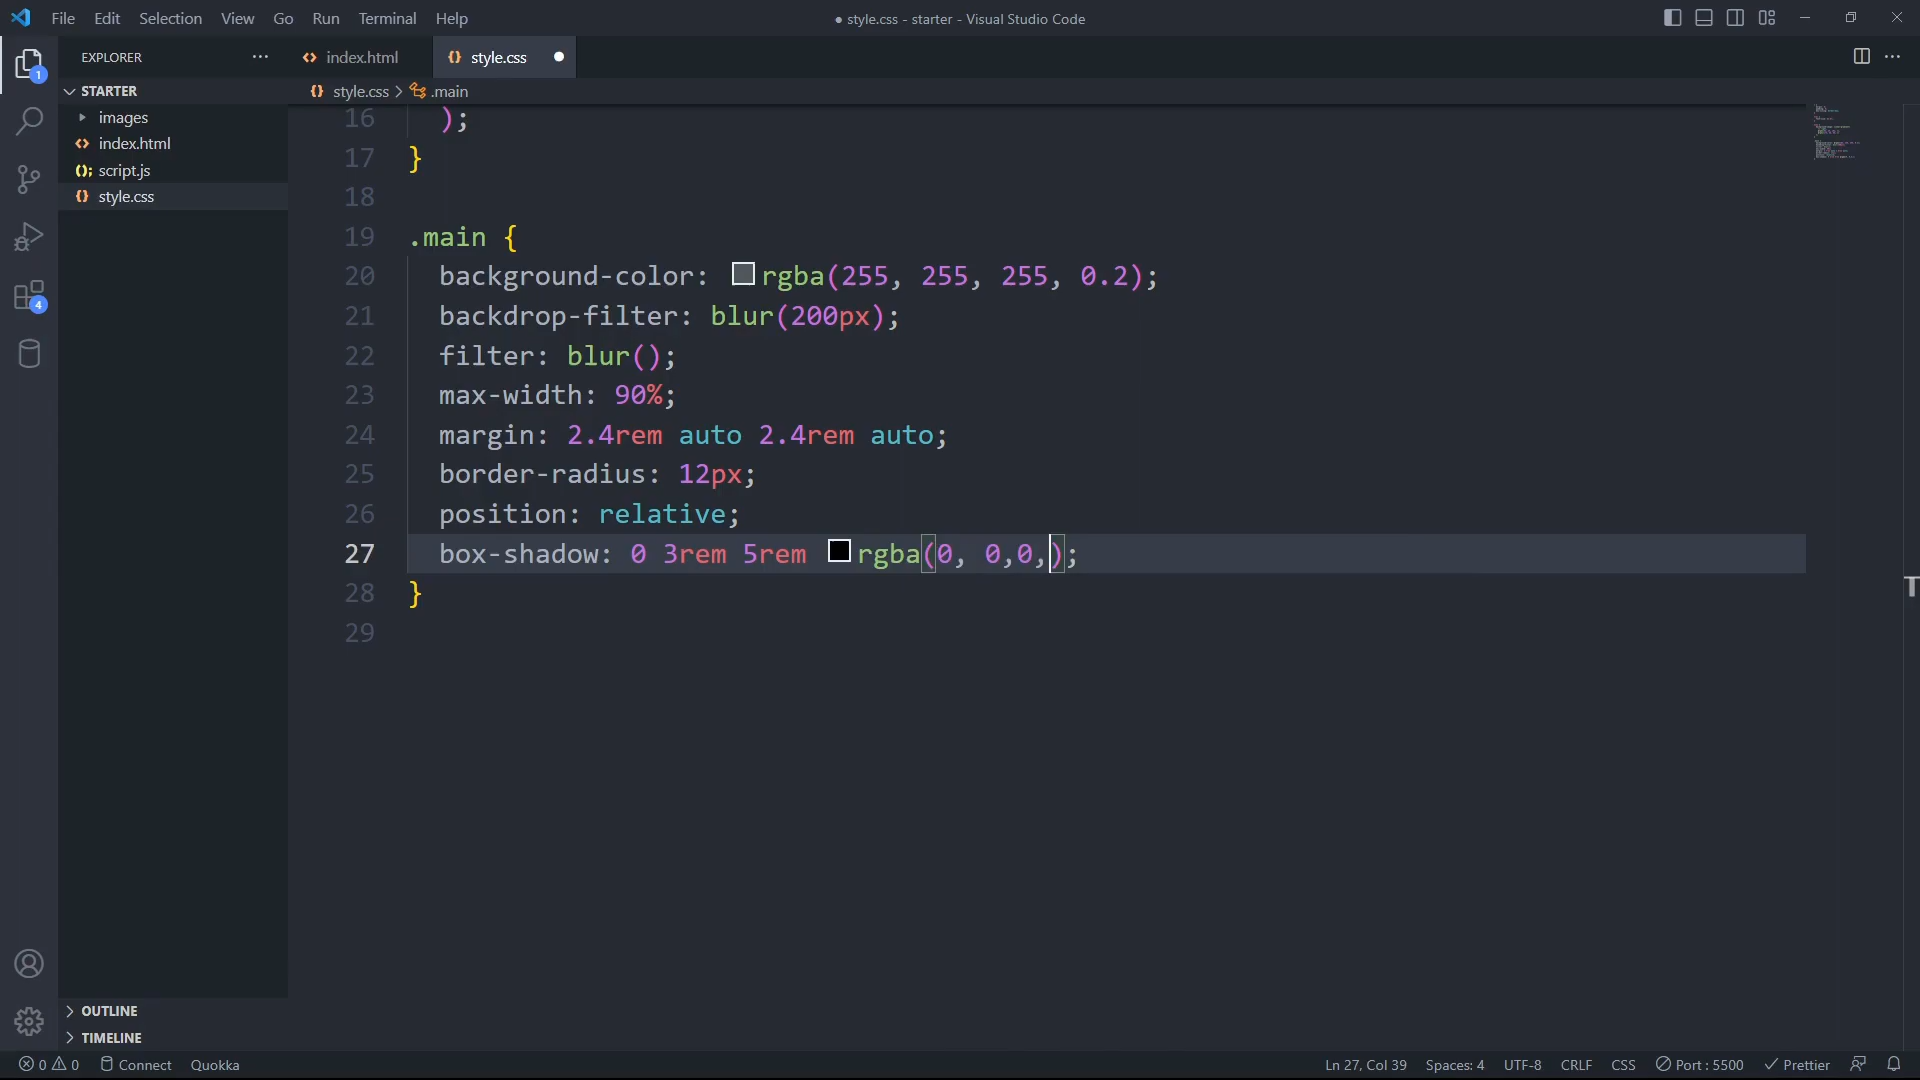 File Edit Selection View Go Run Terminal Help
● style.css - starter - Visual Studio Code
1
4
EXPLORER
STARTER
images
index.html
script.js
style.css
OUTLINE
TIMELINE
index.html
style.css
style.css > .main
16 );
17 }
18
19 .main {
20 background-color: rgba(255, 255, 255, 0.2);
21 backdrop-filter: blur(200px);
22 filter: blur();
23 max-width: 90%;
24 margin: 2.4rem auto 2.4rem auto;
25 border-radius: 12px;
26 position: relative;
27 box-shadow: 0 3rem 5rem rgba(0, 0,0,);
28 }
29
T
0 0 Connect Quokka
Ln 27, Col 39 Spaces: 4 UTF-8 CRLF CSS Port : 5500 Prettier